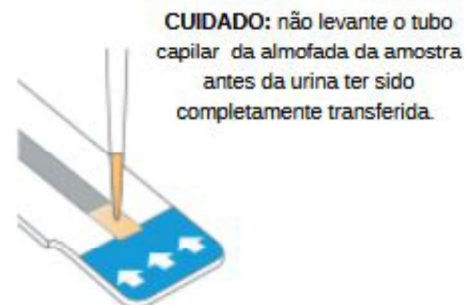 CUIDADO: não levante o tubo
capilar da almofada da amostra
antes da urina ter sido
completamente transferida.